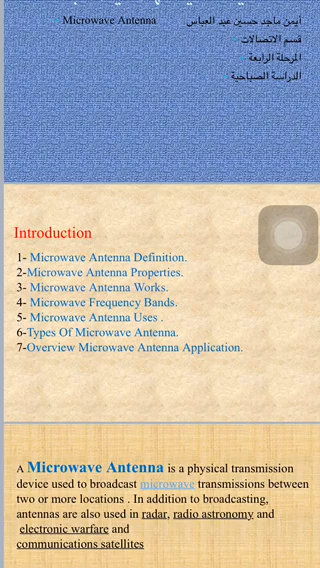 Microwave Antenna أيمن ماجد حسين عبد العباس
قسم الاتصالات
المرحلة الرابعة
الدراسة الصباحية
Introduction
1- Microwave Antenna Definition.
2-Microwave Antenna Properties.
3- Microwave Antenna Works.
4- Microwave Frequency Bands.
5- Microwave Antenna Uses .
6-Types Of Microwave Antenna.
7-Overview Microwave Antenna Application.
A Microwave Antenna is a physical transmission
device used to broadcast microwave transmissions between
two or more locations . In addition to broadcasting,
antennas are also used in radar, radio astronomy and
electronic warfare and
communications satellites